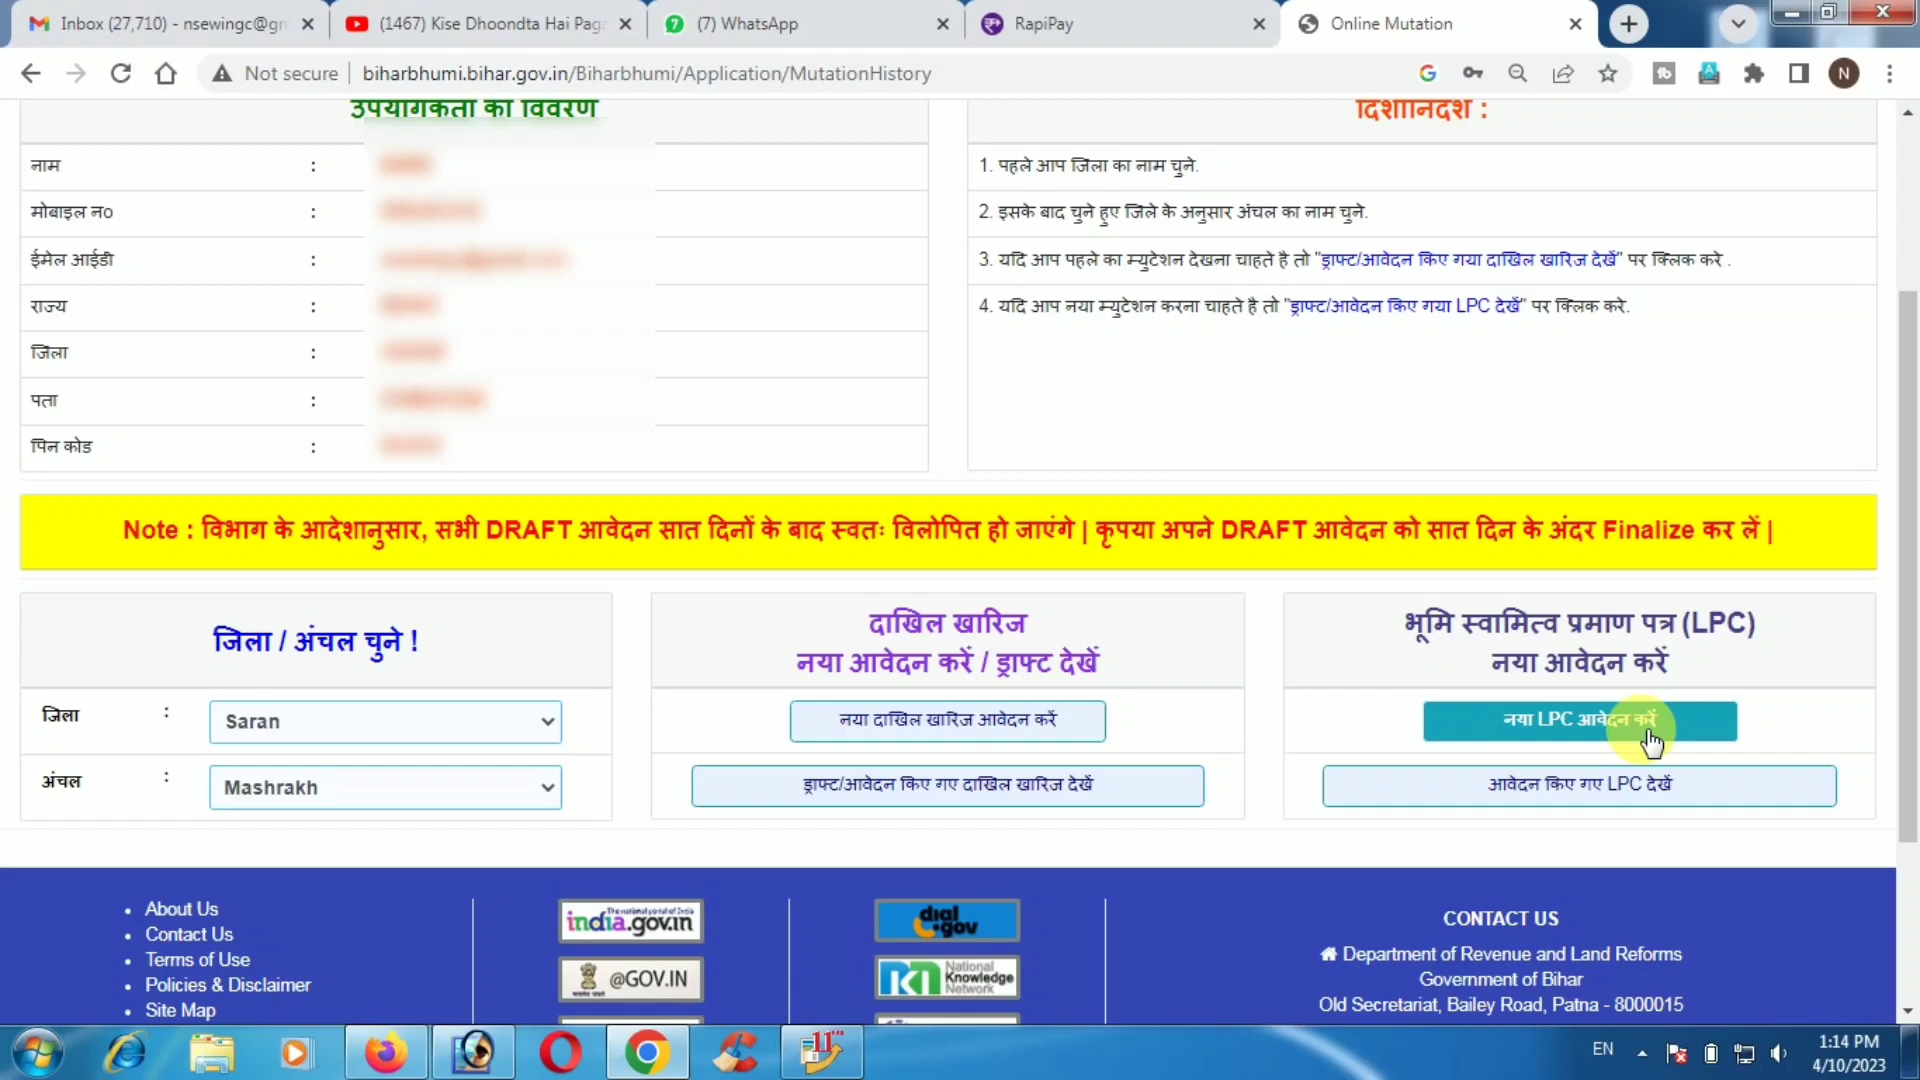 Inbox (27,710) - nsewingc@gm
(1467) Kise Dhoondta Hai Paga
(7) WhatsApp
RapiPay
Online Mutation
Not secure
biharbhumi.bihar.gov.in/Biharbhumi/Application/MutationHistory
N
उपयोगकर्ता का विवरण
नाम :
मोबाइल न० :
ईमेल आईडी :
राज्य :
जिला :
पता :
पिन कोड :
दिशानिर्देश :
1. पहले आप जिला का नाम चुने.
2. इसके बाद चुने हुए जिले के अनुसार अंचल का नाम चुने.
3. यदि आप पहले का म्युटेशन देखना चाहते है तो "ड्राफ्ट/आवेदन किए गया दाखिल खारिज देखें" पर क्लिक करे .
4. यदि आप नया म्युटेशन करना चाहते है तो "ड्राफ्ट/आवेदन किए गया LPC देखें" पर क्लिक करे.
Note : विभाग के आदेशानुसार, सभी DRAFT आवेदन सात दिनों के बाद स्वतः विलोपित हो जाएंगे | कृपया अपने DRAFT आवेदन को सात दिन के अंदर Finalize कर लें |
जिला / अंचल चुने !
जिला : Saran
अंचल : Mashrakh
दाखिल खारिज
नया आवेदन करें / ड्राफ्ट देखें
नया दाखिल खारिज आवेदन करें
ड्राफ्ट/आवेदन किए गए दाखिल खारिज देखें
भूमि स्वामित्व प्रमाण पत्र (LPC)
नया आवेदन करें
नया LPC आवेदन करें
आवेदन किए गए LPC देखें
About Us
Contact Us
Terms of Use
Policies & Disclaimer
Site Map
The national portal of India
india.gov.in
@GOV.IN
digi gov
National Knowledge Network
CONTACT US
Department of Revenue and Land Reforms
Government of Bihar
Old Secretariat, Bailey Road, Patna - 8000015
EN
1:14 PM
4/10/2023